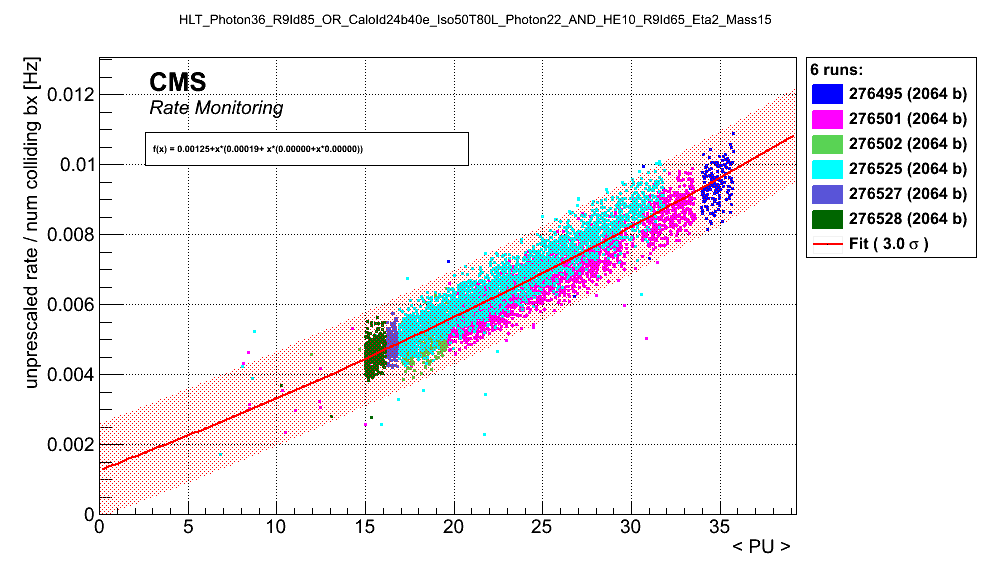 HLT_Photon36_R9Id85_OR_CaloId24b40e_Iso50T80L_Photon22_AND_HE10_R9Id65_Eta2_Mass15
CMS
Rate Monitoring
f(x) = 0.00125+x*(0.00019+ x*(0.00000+x*0.00000))
unprescaled rate / num colliding bx [Hz]
0.012
0.01
0.008
0.006
0.004
0.002
0
0 5 10 15 20 25 30 35
< PU >
6 runs:
276495 (2064 b)
276501 (2064 b)
276502 (2064 b)
276525 (2064 b)
276527 (2064 b)
276528 (2064 b)
Fit ( 3.0 σ )